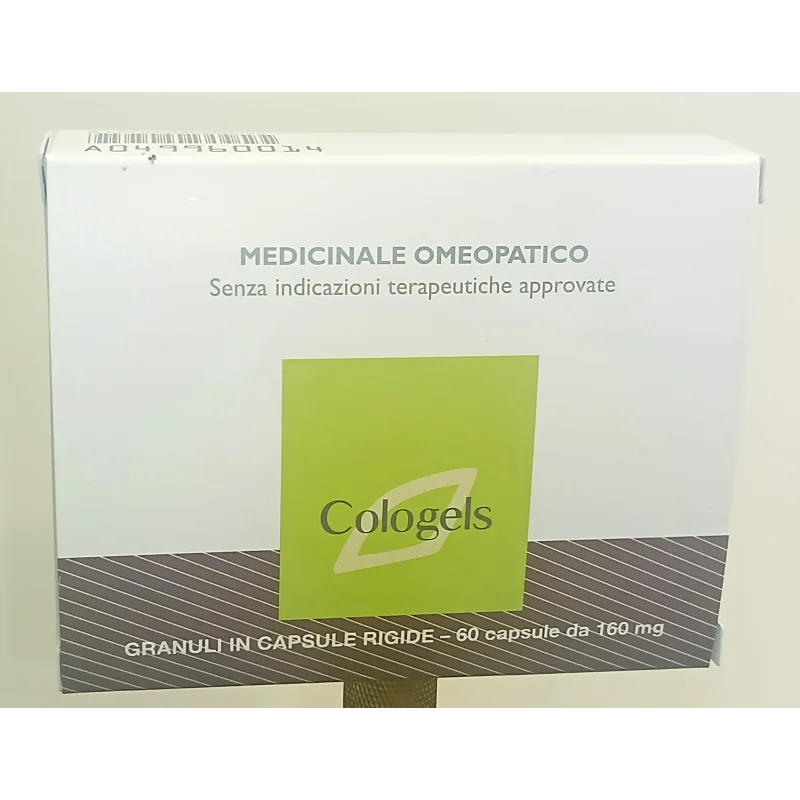 A049960014
MEDICINALE OMEOPATICO
Senza indicazioni terapeutiche approvate
Cologels
GRANULI IN CAPSULE RIGIDE – 60 capsule da 160 mg